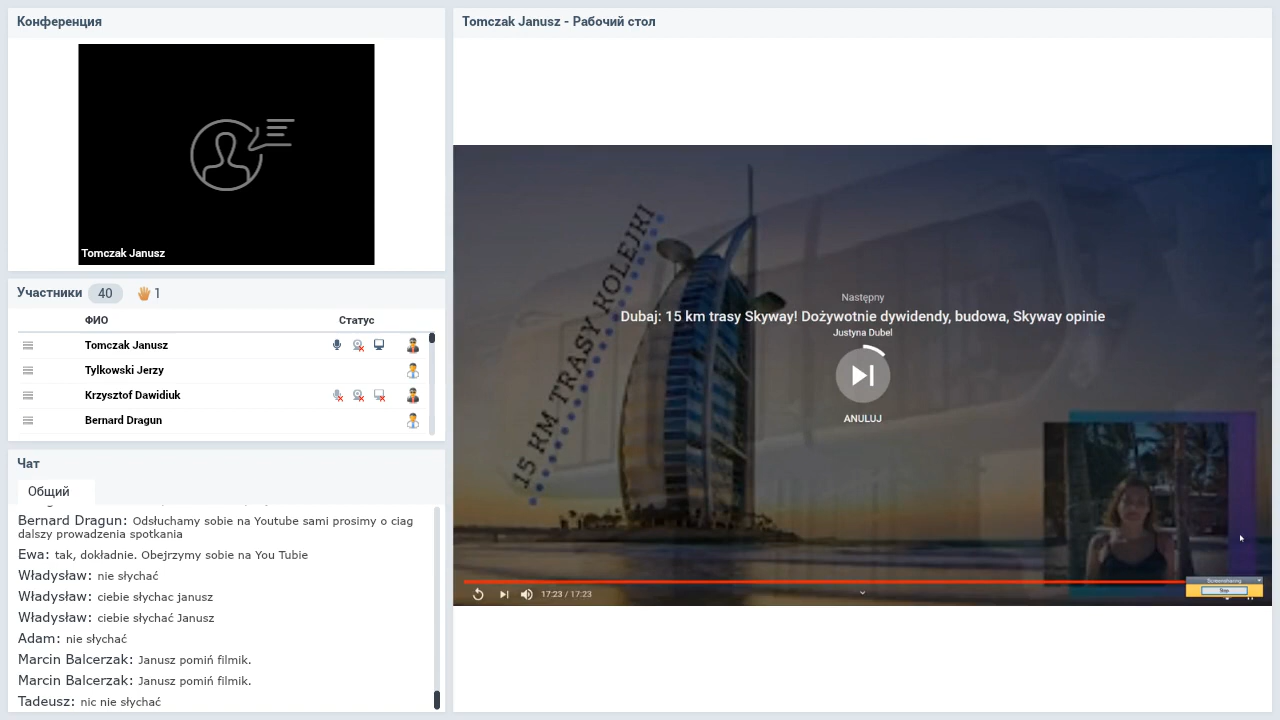 Конференция
Tomczak Janusz
Участники 40 1
ФИО Статус
Tomczak Janusz
Tylkowski Jerzy
Krzysztof Dawidiuk
Bernard Dragun
Чат
Общий
Bernard Dragun: Odsłuchamy sobie na Youtube sami prosimy o ciag
dalszy prowadzenia spotkania
Ewa: tak, dokładnie. Obejrzymy sobie na You Tubie
Władysław: nie słychać
Władysław: ciebie słychac janusz
Władysław: ciebie słychać Janusz
Adam: nie słychać
Marcin Balcerzak: Janusz pomiń filmik.
Marcin Balcerzak: Janusz pomiń filmik.
Tadeusz: nic nie słychać
Tomczak Janusz - Рабочий стол
15 KM TRASY KOLEJKI
Następny
Dubaj: 15 km trasy Skyway! Dożywotnie dywidendy, budowa, Skyway opinie
Justyna Dubel
ANULUJ
17:23 / 17:23
Screensharing
Stop